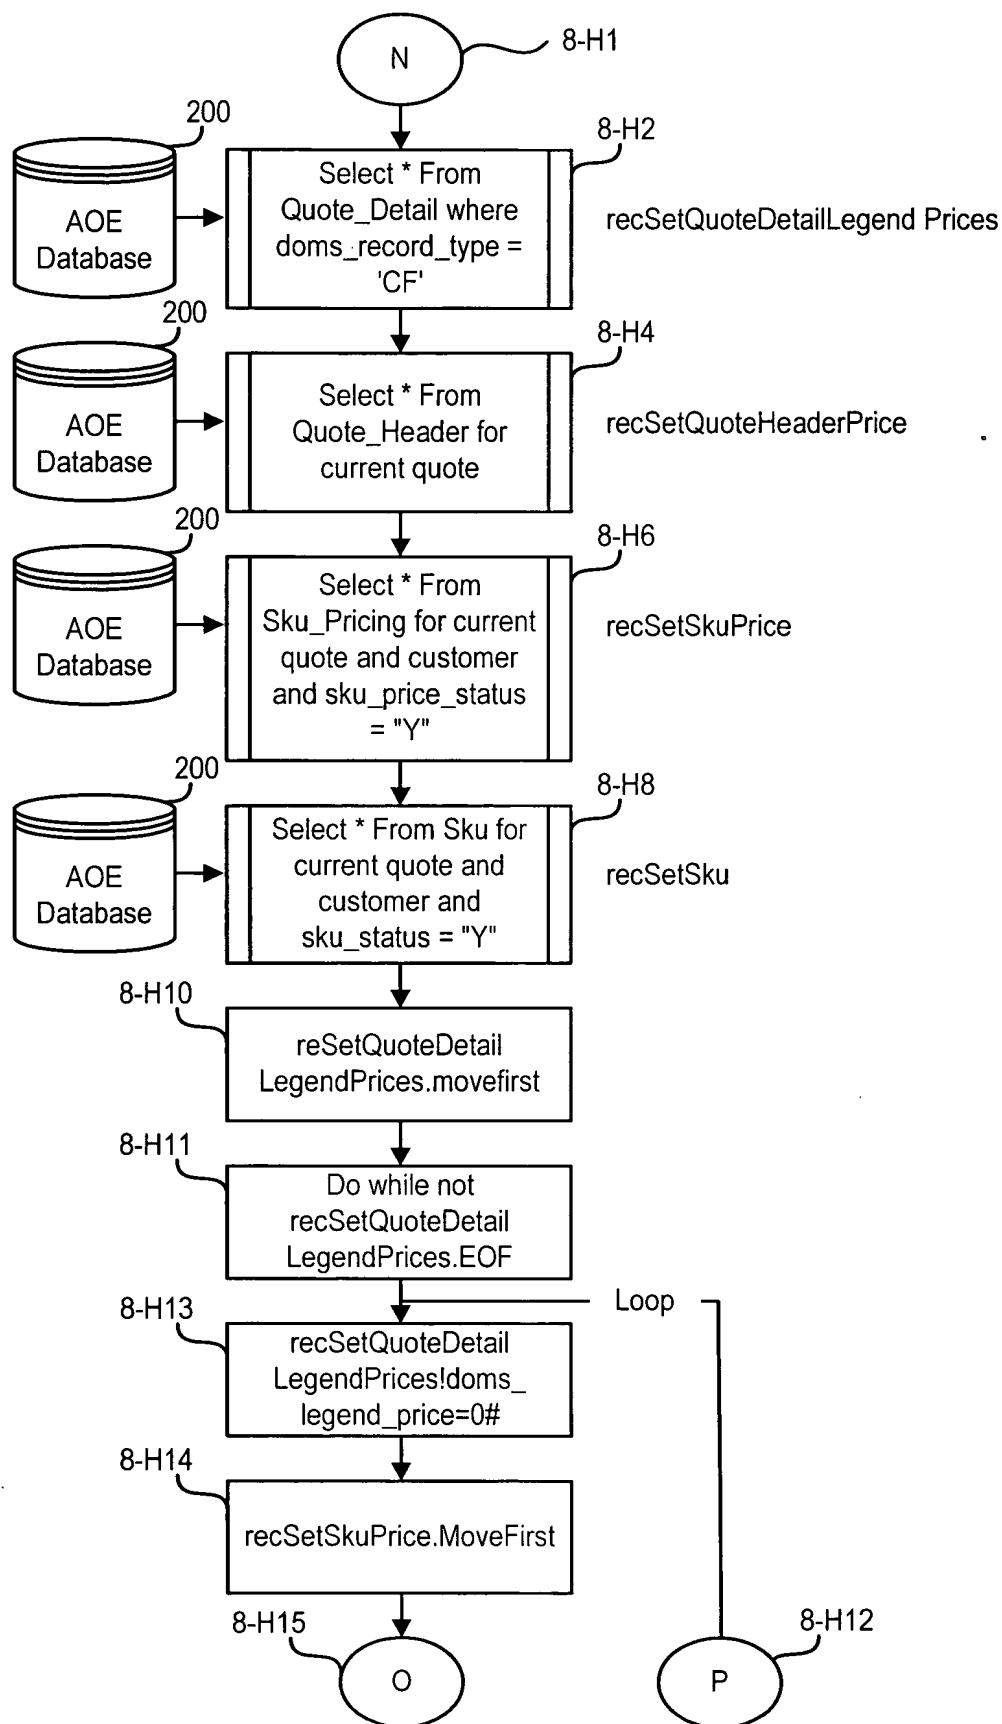 N
8-H1
200
AOE
Database
Select * From
Quote_Detail where
doms_record_type =
'CF'
8-H2
recSetQuoteDetailLegend Prices
200
AOE
Database
Select * From
Quote_Header for
current quote
8-H4
recSetQuoteHeaderPrice
200
AOE
Database
Select * From
Sku_Pricing for current
quote and customer
and sku_price_status
= "Y"
8-H6
recSetSkuPrice
200
AOE
Database
Select * From Sku for
current quote and
customer and
sku_status = "Y"
8-H8
recSetSku
8-H10
reSetQuoteDetail
LegendPrices.movefirst
8-H11
Do while not
recSetQuoteDetail
LegendPrices.EOF
Loop
8-H13
recSetQuoteDetail
LegendPrices!doms_
legend_price=0#
8-H14
recSetSkuPrice.MoveFirst
8-H15
O
8-H12
P